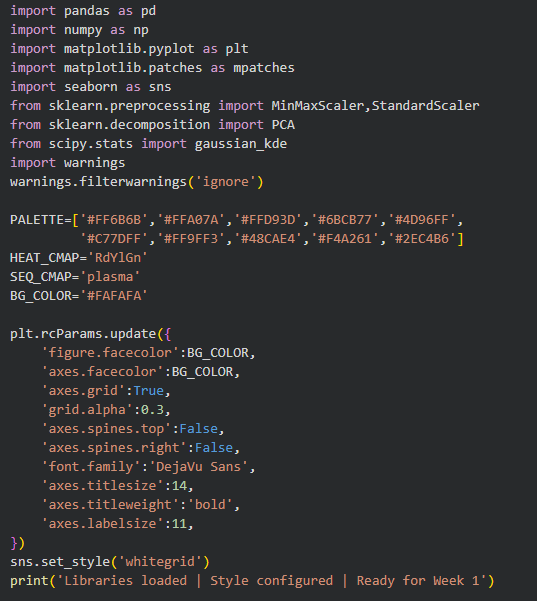 import pandas as pd
import numpy as np
import matplotlib.pyplot as plt
import matplotlib.patches as mpatches
import seaborn as sns
from sklearn.preprocessing import MinMaxScaler,StandardScaler
from sklearn.decomposition import PCA
from scipy.stats import gaussian_kde
import warnings
warnings.filterwarnings('ignore')

PALETTE=['#FF6B6B','#FFA07A','#FFD93D','#6BCB77','#4D96FF',
         '#C77DFF','#FF9FF3','#48CAE4','#F4A261','#2EC4B6']
HEAT_CMAP='RdYlGn'
SEQ_CMAP='plasma'
BG_COLOR='#FAFAFA'

plt.rcParams.update({
    'figure.facecolor':BG_COLOR,
    'axes.facecolor':BG_COLOR,
    'axes.grid':True,
    'grid.alpha':0.3,
    'axes.spines.top':False,
    'axes.spines.right':False,
    'font.family':'DejaVu Sans',
    'axes.titlesize':14,
    'axes.titleweight':'bold',
    'axes.labelsize':11,
})
sns.set_style('whitegrid')
print('Libraries loaded | Style configured | Ready for Week 1')